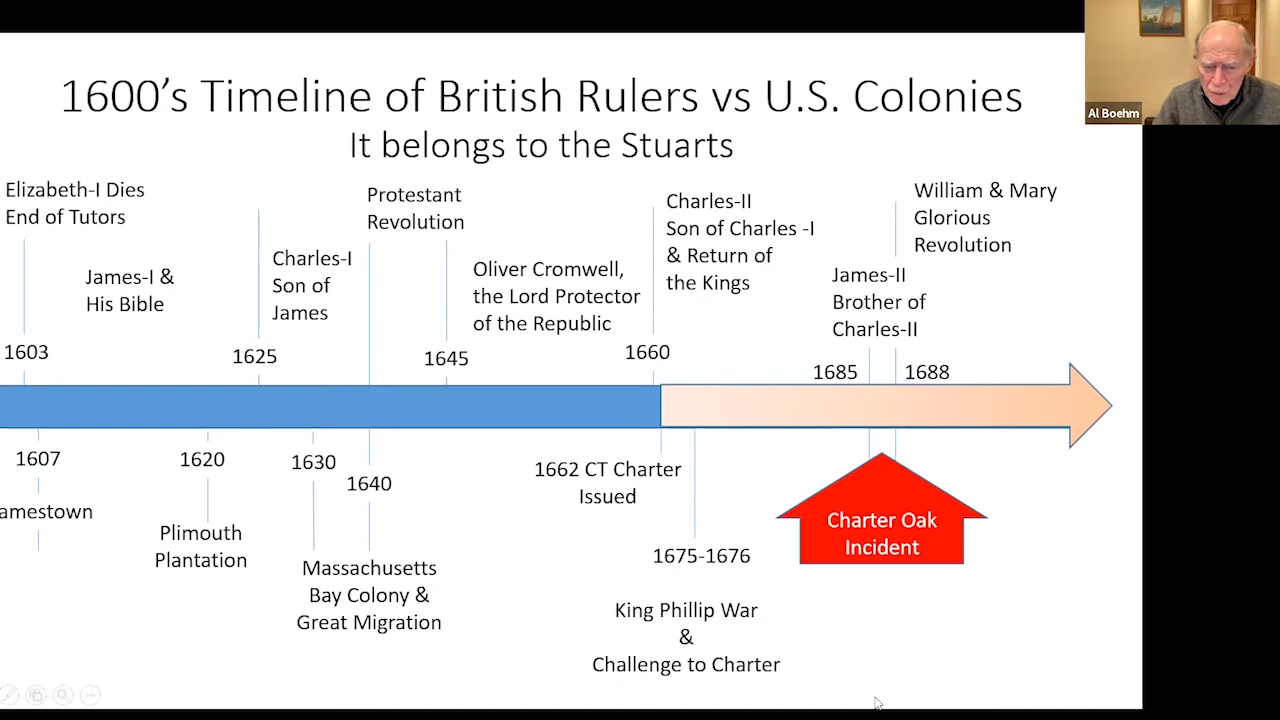 1600's Timeline of British Rulers vs U.S. Colonies
It belongs to the Stuarts
Al Boehm
Elizabeth-I Dies
End of Tutors
James-I &
His Bible
Charles-I
Son of
James
Protestant
Revolution
Oliver Cromwell,
the Lord Protector
of the Republic
Charles-II
Son of Charles -I
& Return of
the Kings
James-II
Brother of
Charles-II
William & Mary
Glorious
Revolution
1603
1625
1645
1660
1685
1688
1607
amestown
1620
Plimouth
Plantation
1630
1640
Massachusetts
Bay Colony &
Great Migration
1662 CT Charter
Issued
1675-1676
King Phillip War
&
Challenge to Charter
Charter Oak
Incident